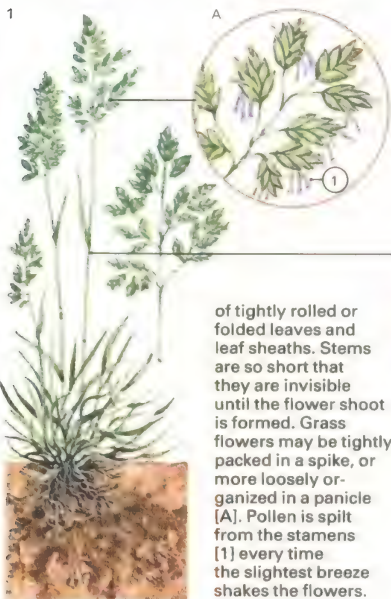 1
A
1
of tightly rolled or
folded leaves and
leaf sheaths. Stems
are so short that
they are invisible
until the flower shoot
is formed. Grass
flowers may be tightly
packed in a spike, or
more loosely or-
ganized in a panicle
[A]. Pollen is spilt
from the stamens
[1] every time
the slightest breeze
shakes the flowers.